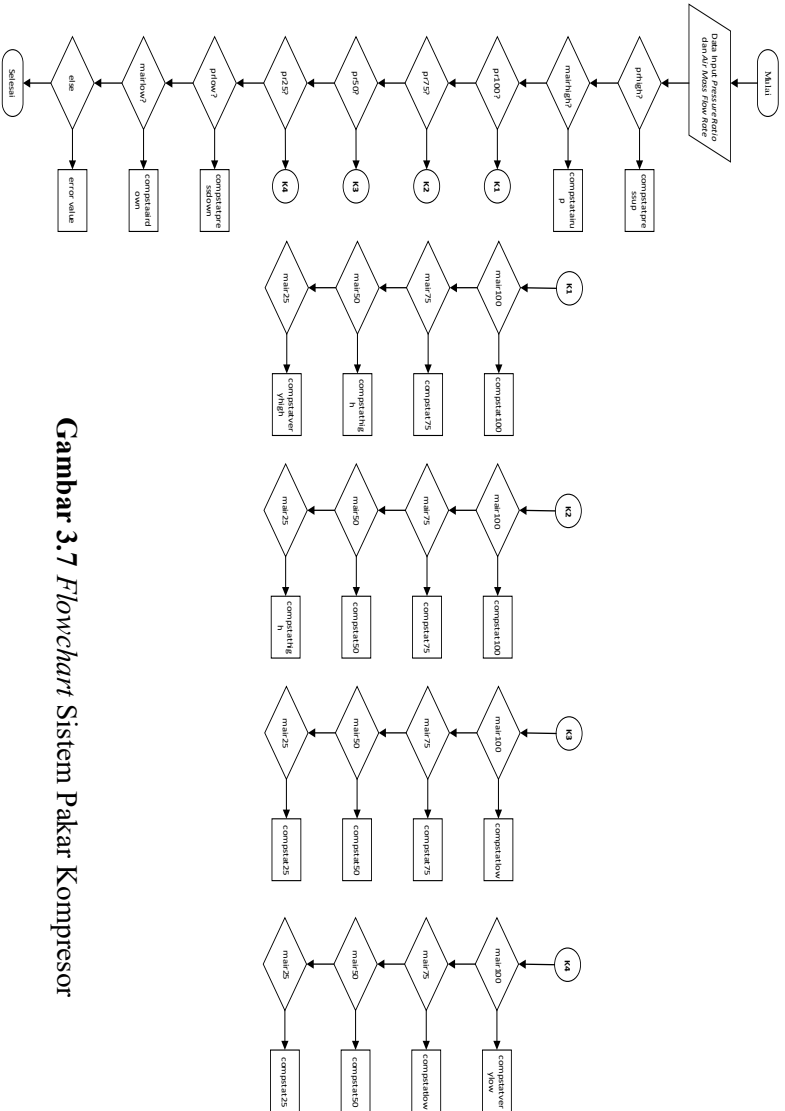 Mulai
Data Input Pressure Ratio
dan Air Mass Flow Rate
prhigh?
compstatpre
ssup
mairhigh?
compstatairu
p
pr100?
K1
pr75?
K2
pr50?
K3
pr25?
K4
prlow?
compstatpre
ssdown
mairlow?
compstaaird
own
else
error value
Selesai
K1
mair100
compstat100
mair75
compstat75
mair50
compstathig
h
mair25
compstatver
yhigh
K2
mair100
compstat100
mair75
compstat75
mair50
compstat50
mair25
compstathig
h
K3
mair100
compstatlow
mair75
compstat75
mair50
compstat50
mair25
compstat25
K4
mair100
compstatver
ylow
mair75
compstatlow
mair50
compstat50
mair25
compstat25
Gambar 3.7 Flowchart Sistem Pakar Kompresor